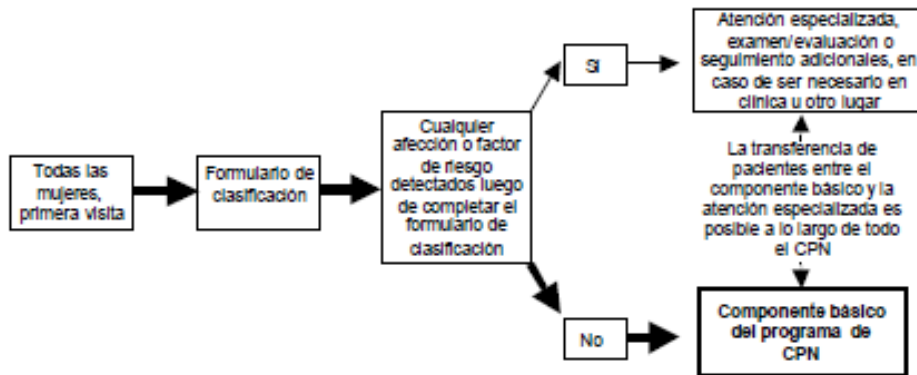 Todas las
mujeres,
primera visita
Formulario de
clasificación
Cualquier
afección o factor
de riesgo
detectados luego
de completar el
formulario de
clasificación
Si
Atención especializada,
examen/evaluación o
seguimiento adicionales, en
caso de ser necesario en
clínica u otro lugar
La transferencia de
pacientes entre el
componente básico y la
atención especializada es
posible a lo largo de todo
el CPN
No
Componente básico
del programa de
CPN